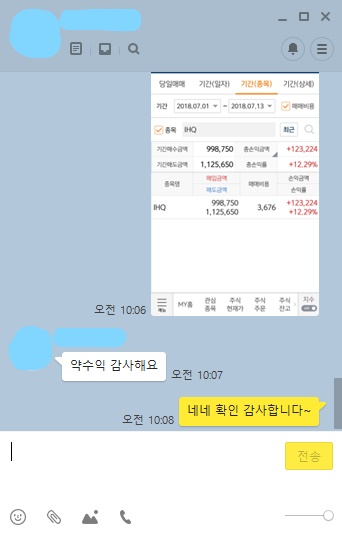 당일매매 기간(일자) 기간(종목) 기간(상세)
기간 2018.07.01 ~ 2018.07.13 매매비용
종목 IHQ 최근
기간매수금액 998,750 총손익금액 +123,224
기간매도금액 1,125,650 총손익률 +12.29%
종목명 매입금액 매매비용 손익금액
매도금액 손익률
IHQ 998,750 3,676 +123,224
1,125,650 +12.29%
메뉴 MY홈 관심종목 주식현재가 주식주문 주식잔고 지수
오전 10:06
약수익 감사해요
오전 10:07
오전 10:08
네네 확인 감사합니다~
전송